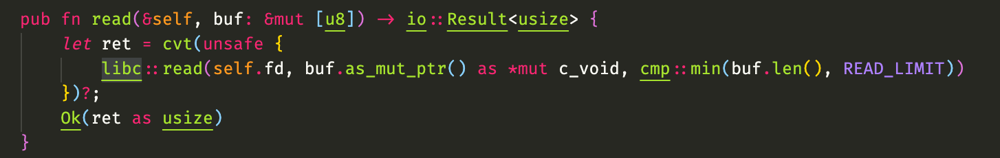 pub fn read(&self, buf: &mut [u8]) -> io::Result<usize> {
    let ret = cvt(unsafe {
        libc::read(self.fd, buf.as_mut_ptr() as *mut c_void, cmp::min(buf.len(), READ_LIMIT))
    })?;
    Ok(ret as usize)
}